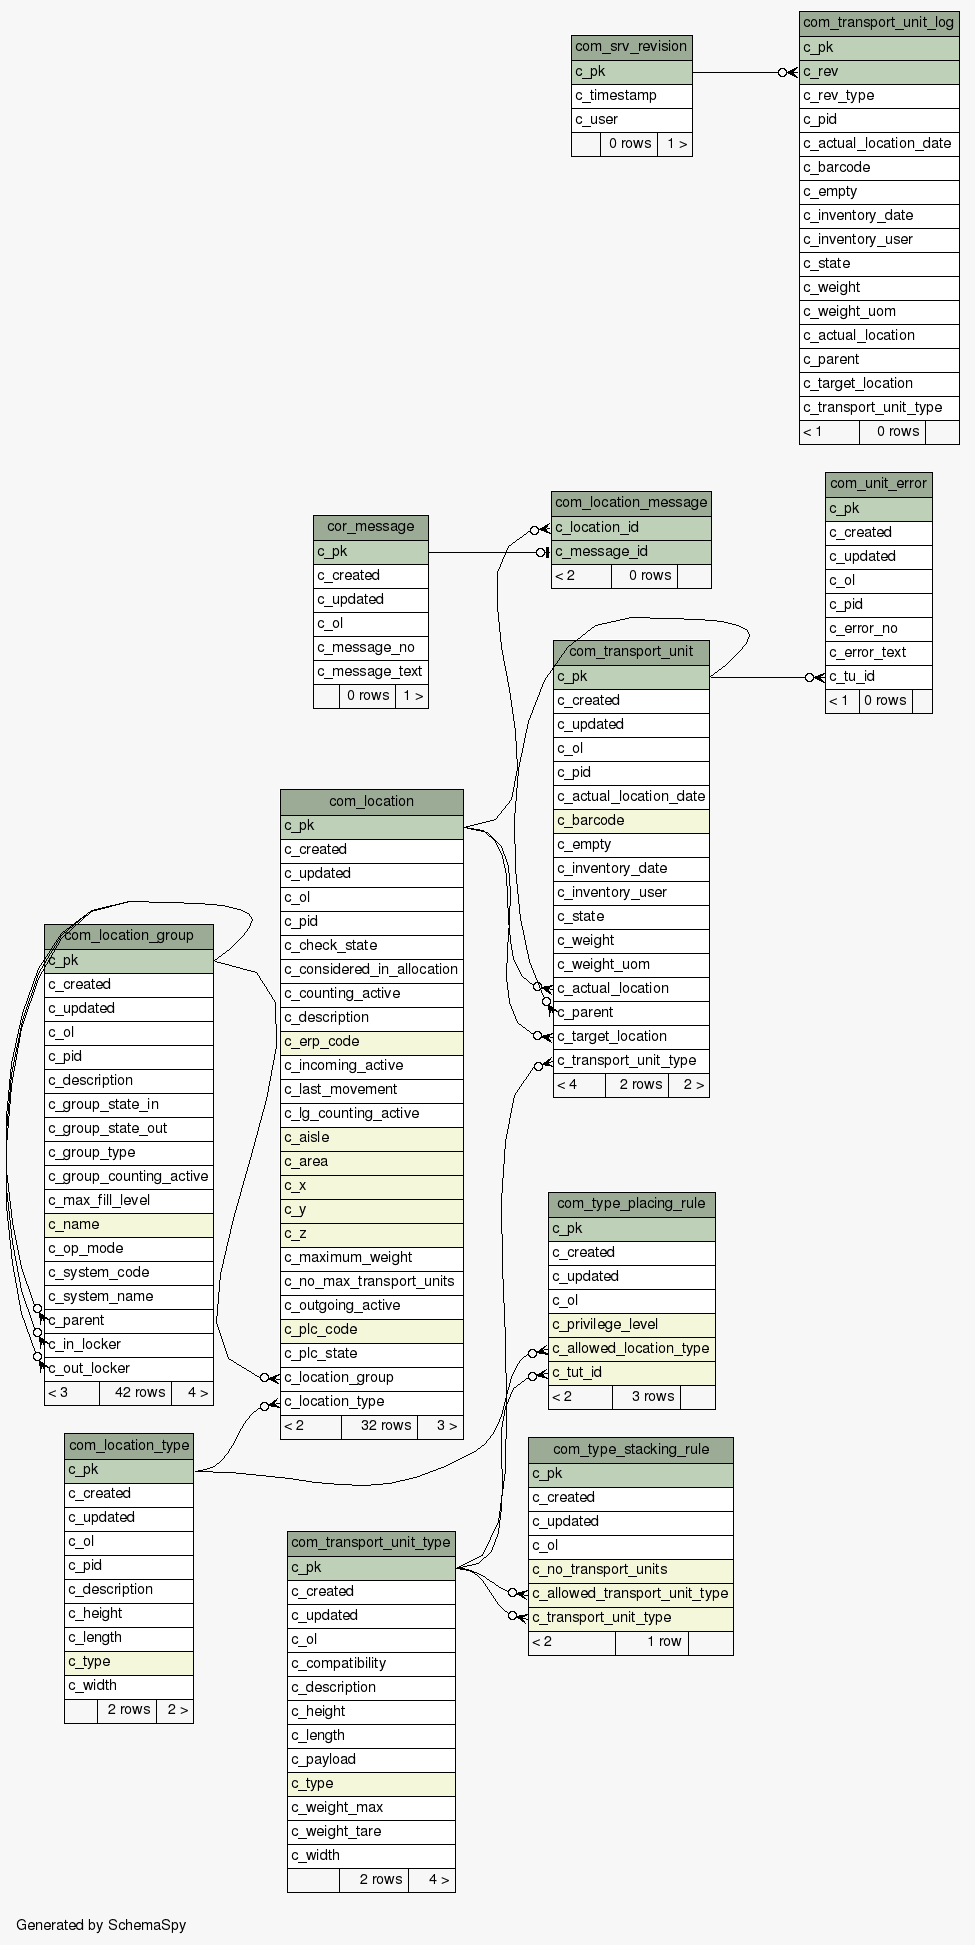 com_transport_unit_log
c_pk
c_rev
c_rev_type
c_pid
c_actual_location_date
c_barcode
c_empty
c_inventory_date
c_inventory_user
c_state
c_weight
c_weight_uom
c_actual_location
c_parent
c_target_location
c_transport_unit_type
< 1 0 rows
com_srv_revision
c_pk
c_timestamp
c_user
0 rows 1 >
com_unit_error
c_pk
c_created
c_updated
c_ol
c_pid
c_error_no
c_error_text
c_tu_id
< 1 0 rows
com_location_message
c_location_id
c_message_id
< 2 0 rows
cor_message
c_pk
c_created
c_updated
c_ol
c_message_no
c_message_text
0 rows 1 >
com_transport_unit
c_pk
c_created
c_updated
c_ol
c_pid
c_actual_location_date
c_barcode
c_empty
c_inventory_date
c_inventory_user
c_state
c_weight
c_weight_uom
c_actual_location
c_parent
c_target_location
c_transport_unit_type
< 4 2 rows 2 >
com_location
c_pk
c_created
c_updated
c_ol
c_pid
c_check_state
c_considered_in_allocation
c_counting_active
c_description
c_erp_code
c_incoming_active
c_last_movement
c_lg_counting_active
c_aisle
c_area
c_x
c_y
c_z
c_maximum_weight
c_no_max_transport_units
c_outgoing_active
c_plc_code
c_plc_state
c_location_group
c_location_type
< 2 32 rows 3 >
com_location_group
c_pk
c_created
c_updated
c_ol
c_pid
c_description
c_group_state_in
c_group_state_out
c_group_type
c_group_counting_active
c_max_fill_level
c_name
c_op_mode
c_system_code
c_system_name
c_parent
c_in_locker
c_out_locker
< 3 42 rows 4 >
com_type_placing_rule
c_pk
c_created
c_updated
c_ol
c_privilege_level
c_allowed_location_type
c_tut_id
< 2 3 rows
com_location_type
c_pk
c_created
c_updated
c_ol
c_pid
c_description
c_height
c_length
c_type
c_width
2 rows 2 >
com_type_stacking_rule
c_pk
c_created
c_updated
c_ol
c_no_transport_units
c_allowed_transport_unit_type
c_transport_unit_type
< 2 1 row
com_transport_unit_type
c_pk
c_created
c_updated
c_ol
c_compatibility
c_description
c_height
c_length
c_payload
c_type
c_weight_max
c_weight_tare
c_width
2 rows 4 >
Generated by SchemaSpy